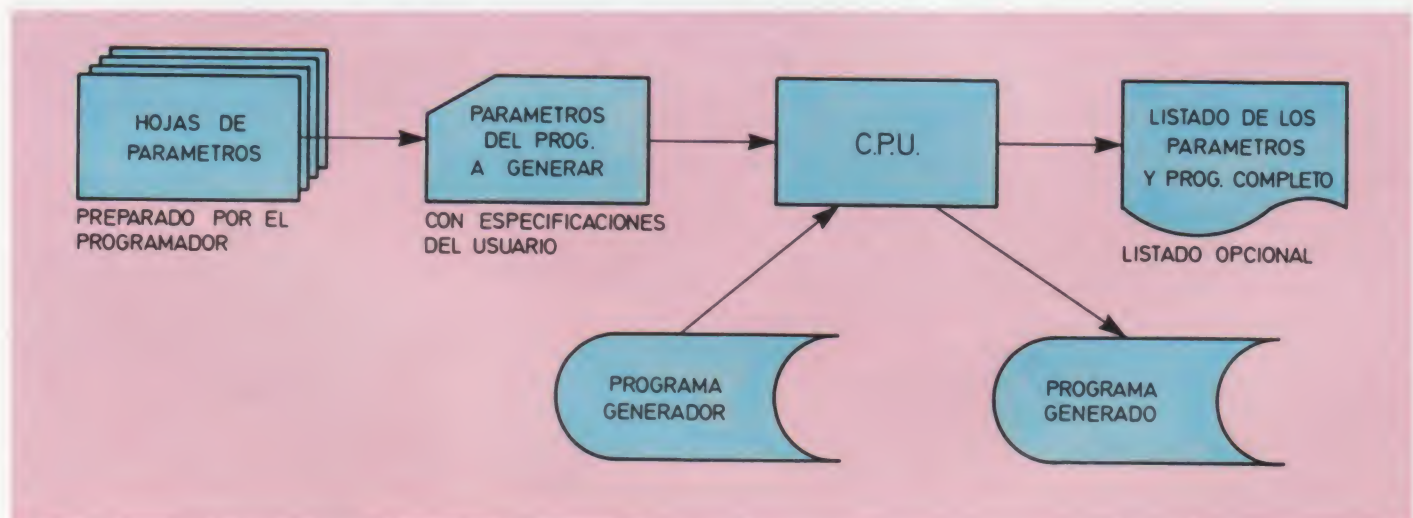 HOJAS DE
PARAMETROS
PREPARADO POR EL
PROGRAMADOR
PARAMETROS
DEL PROG.
A GENERAR
CON ESPECIFICACIONES
DEL USUARIO
C.P.U.
LISTADO DE LOS
PARAMETROS
Y PROG. COMPLETO
LISTADO OPCIONAL
PROGRAMA
GENERADOR
PROGRAMA
GENERADO